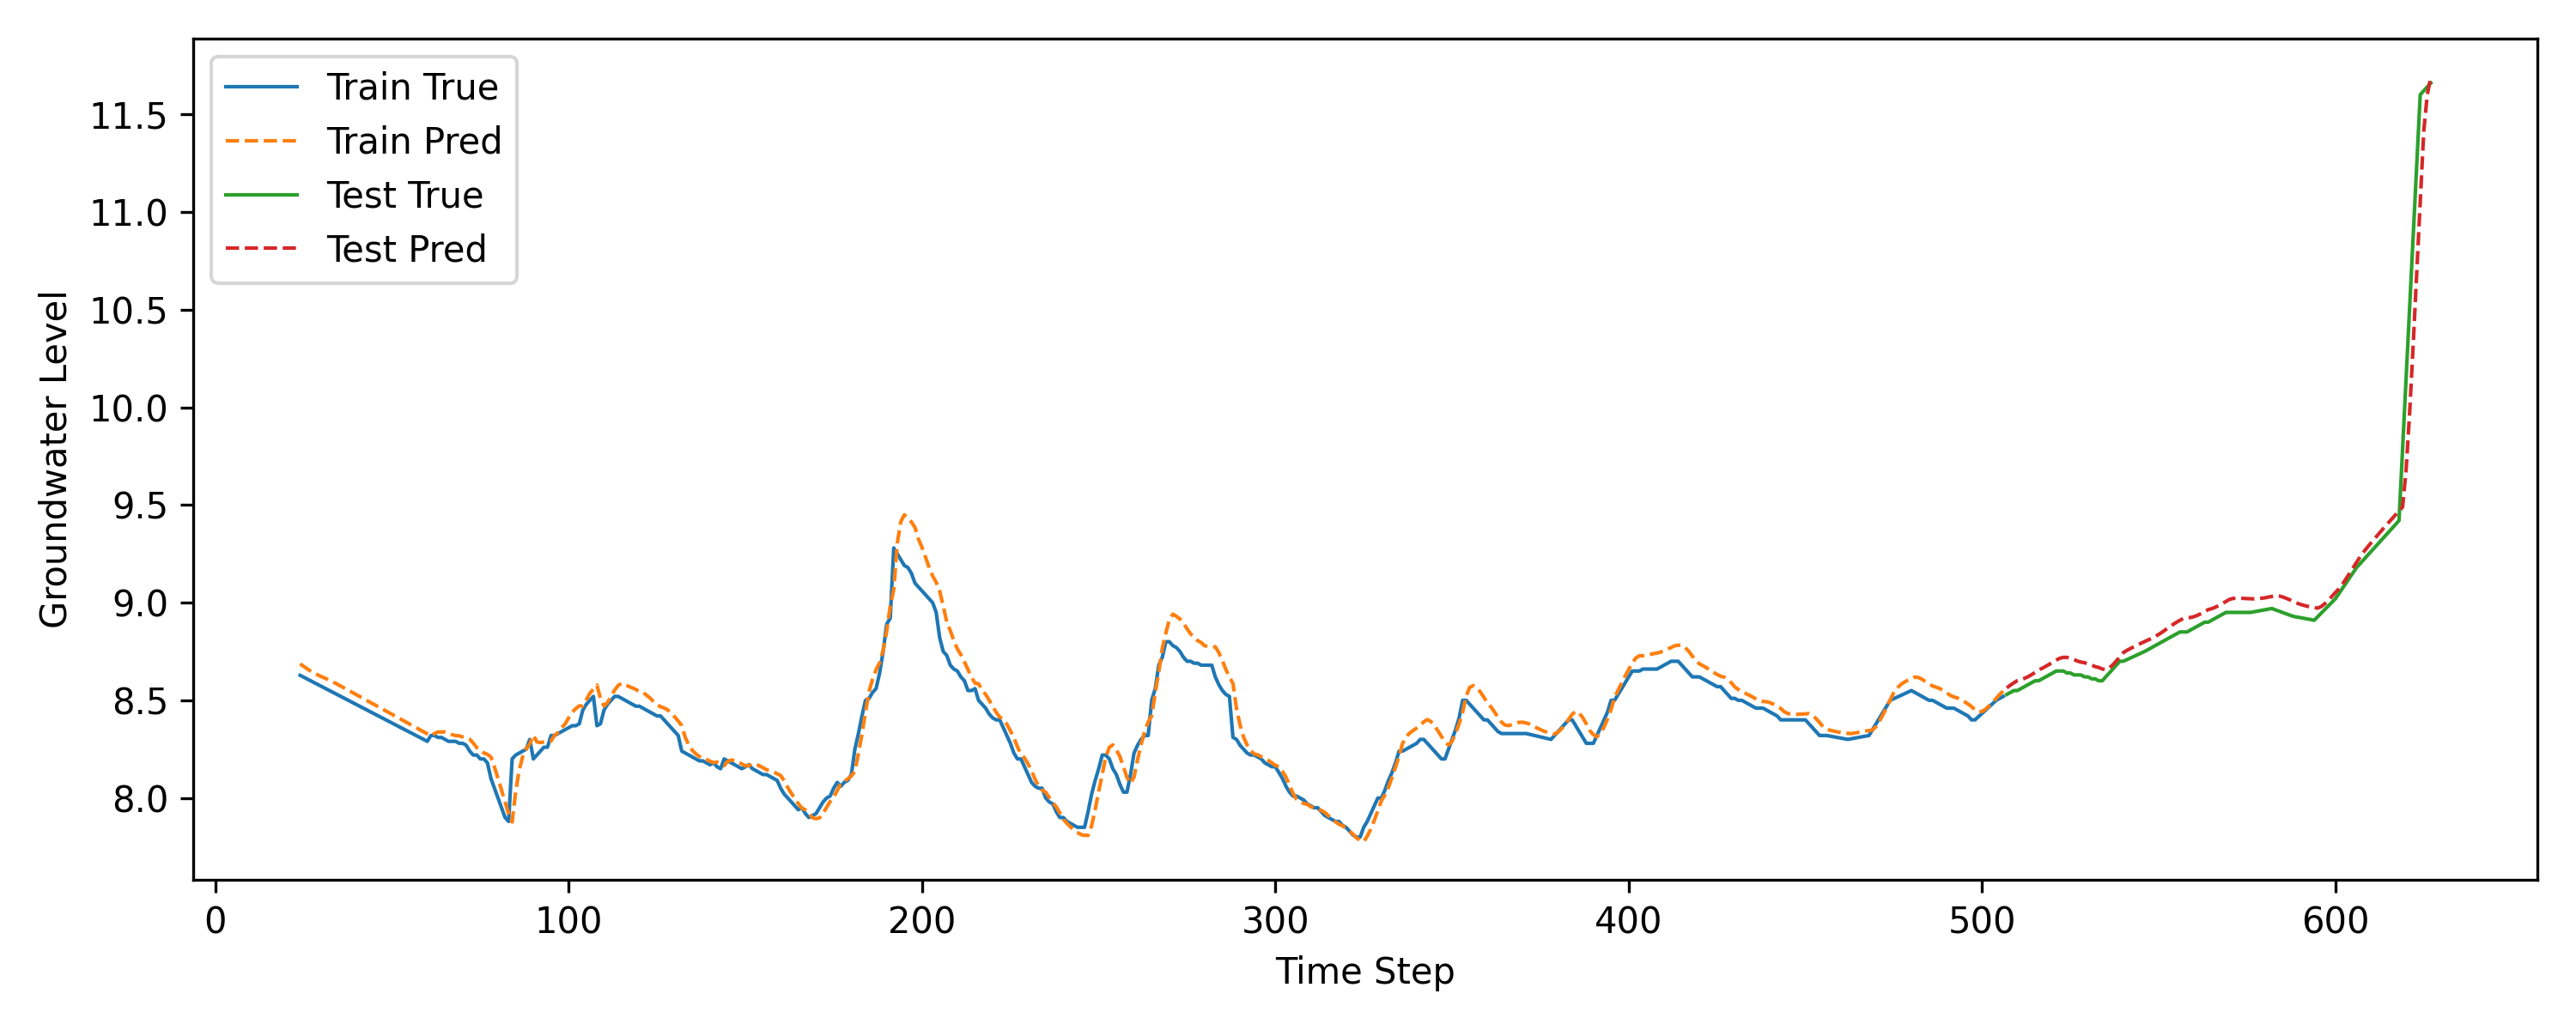 Train True
Train Pred
Test True
Test Pred
11.5
11.0
10.5
10.0
9.5
9.0
8.5
8.0
Groundwater Level
0 100 200 300 400 500 600
Time Step